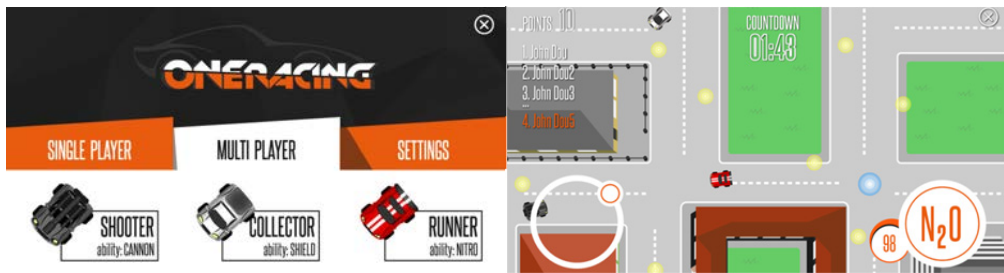 ONERACING
SINGLE PLAYER
MULTI PLAYER
SETTINGS
SHOOTER
ability: CANNON
COLLECTOR
ability: SHIELD
RUNNER
ability: NITRO
POINTS 10
1. John Dou
2. John Dou2
3. John Dou3
...
4. John Dou5
COUNTDOWN
01:43
98
N₂O